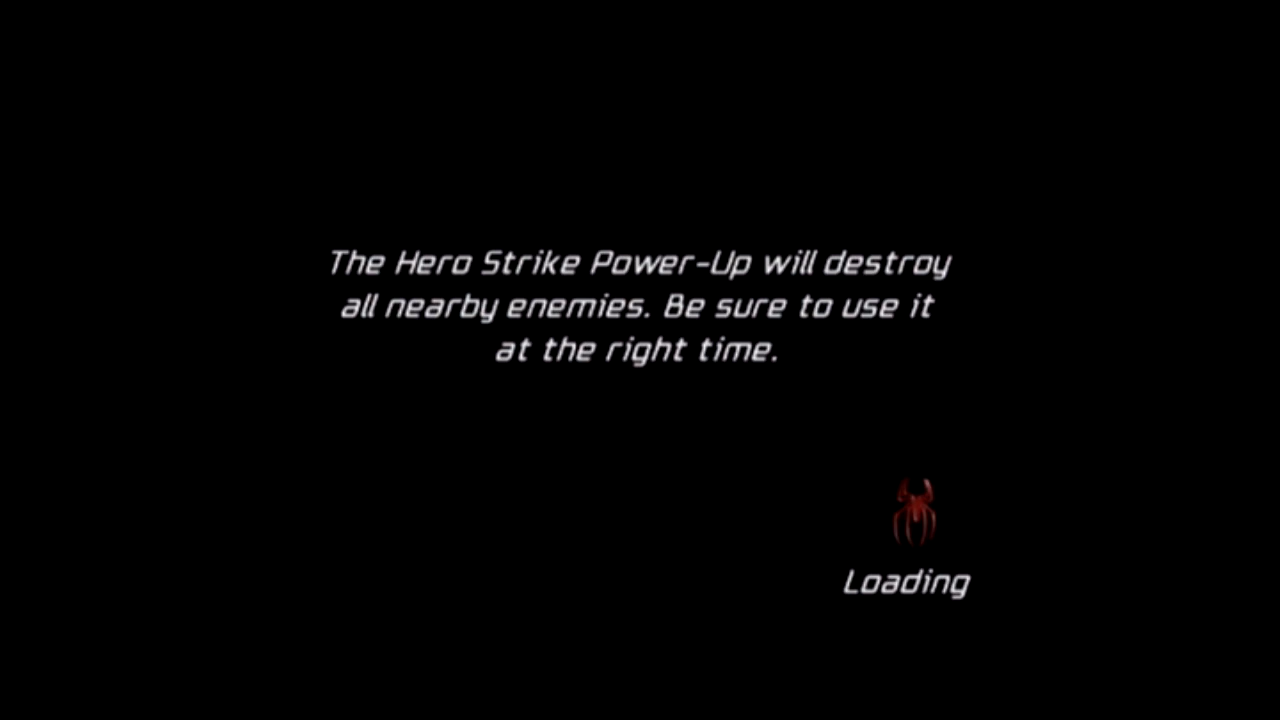 The Hero Strike Power-Up will destroy
all nearby enemies. Be sure to use it
at the right time.
Loading